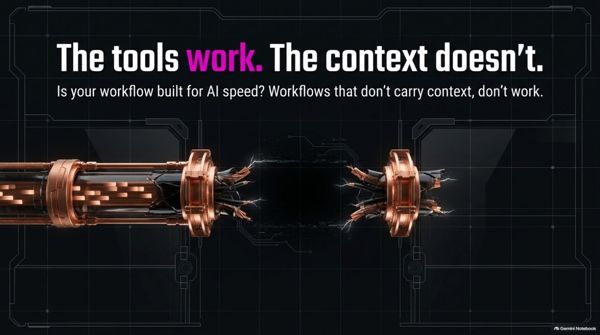 The tools work. The context doesn't.
Is your workflow built for AI speed? Workflows that don't carry context, don't work.
Gemini Notebook